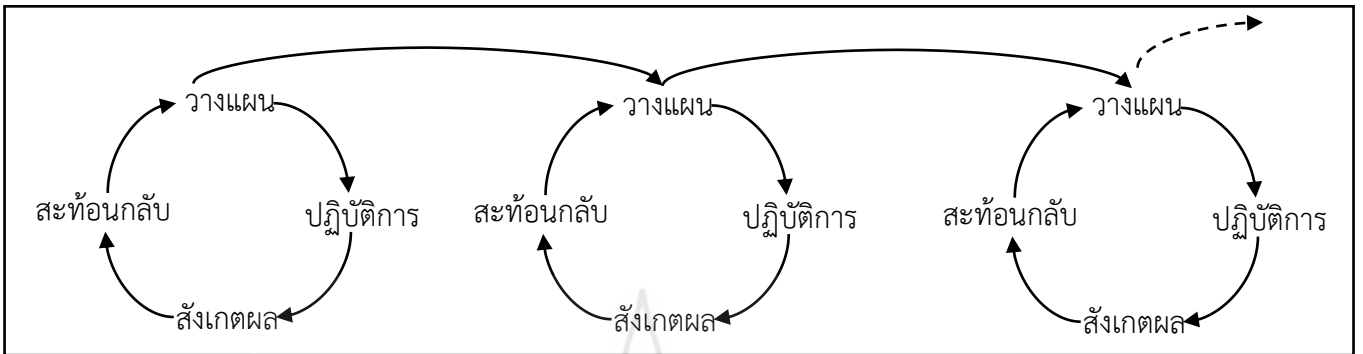 วางแผน
ปฏิบัติการ
สังเกตผล
สะท้อนกลับ
วางแผน
ปฏิบัติการ
สังเกตผล
สะท้อนกลับ
วางแผน
ปฏิบัติการ
สังเกตผล
สะท้อนกลับ